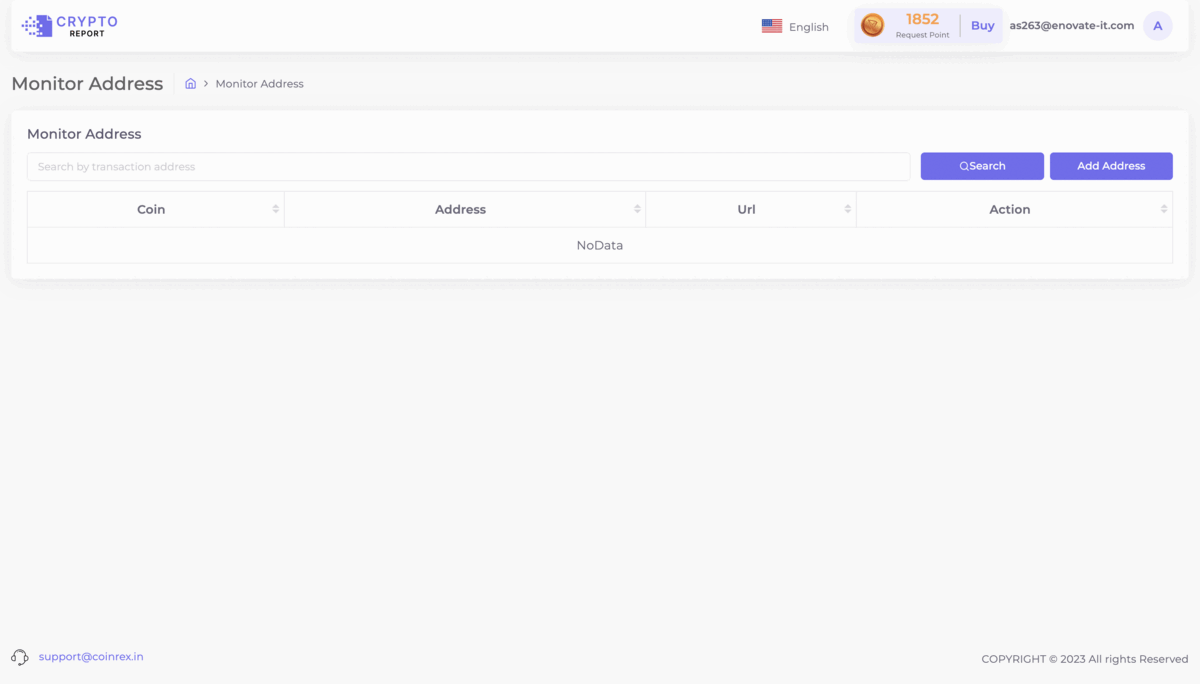 CRYPTO
REPORT
English
1852
Request Point
Buy
as263@enovate-it.com
A
Monitor Address
Monitor Address
Monitor Address
Search by transaction address
Search
Add Address
Coin
Address
Url
Action
NoData
support@coinrex.in
COPYRIGHT © 2023 All rights Reserved